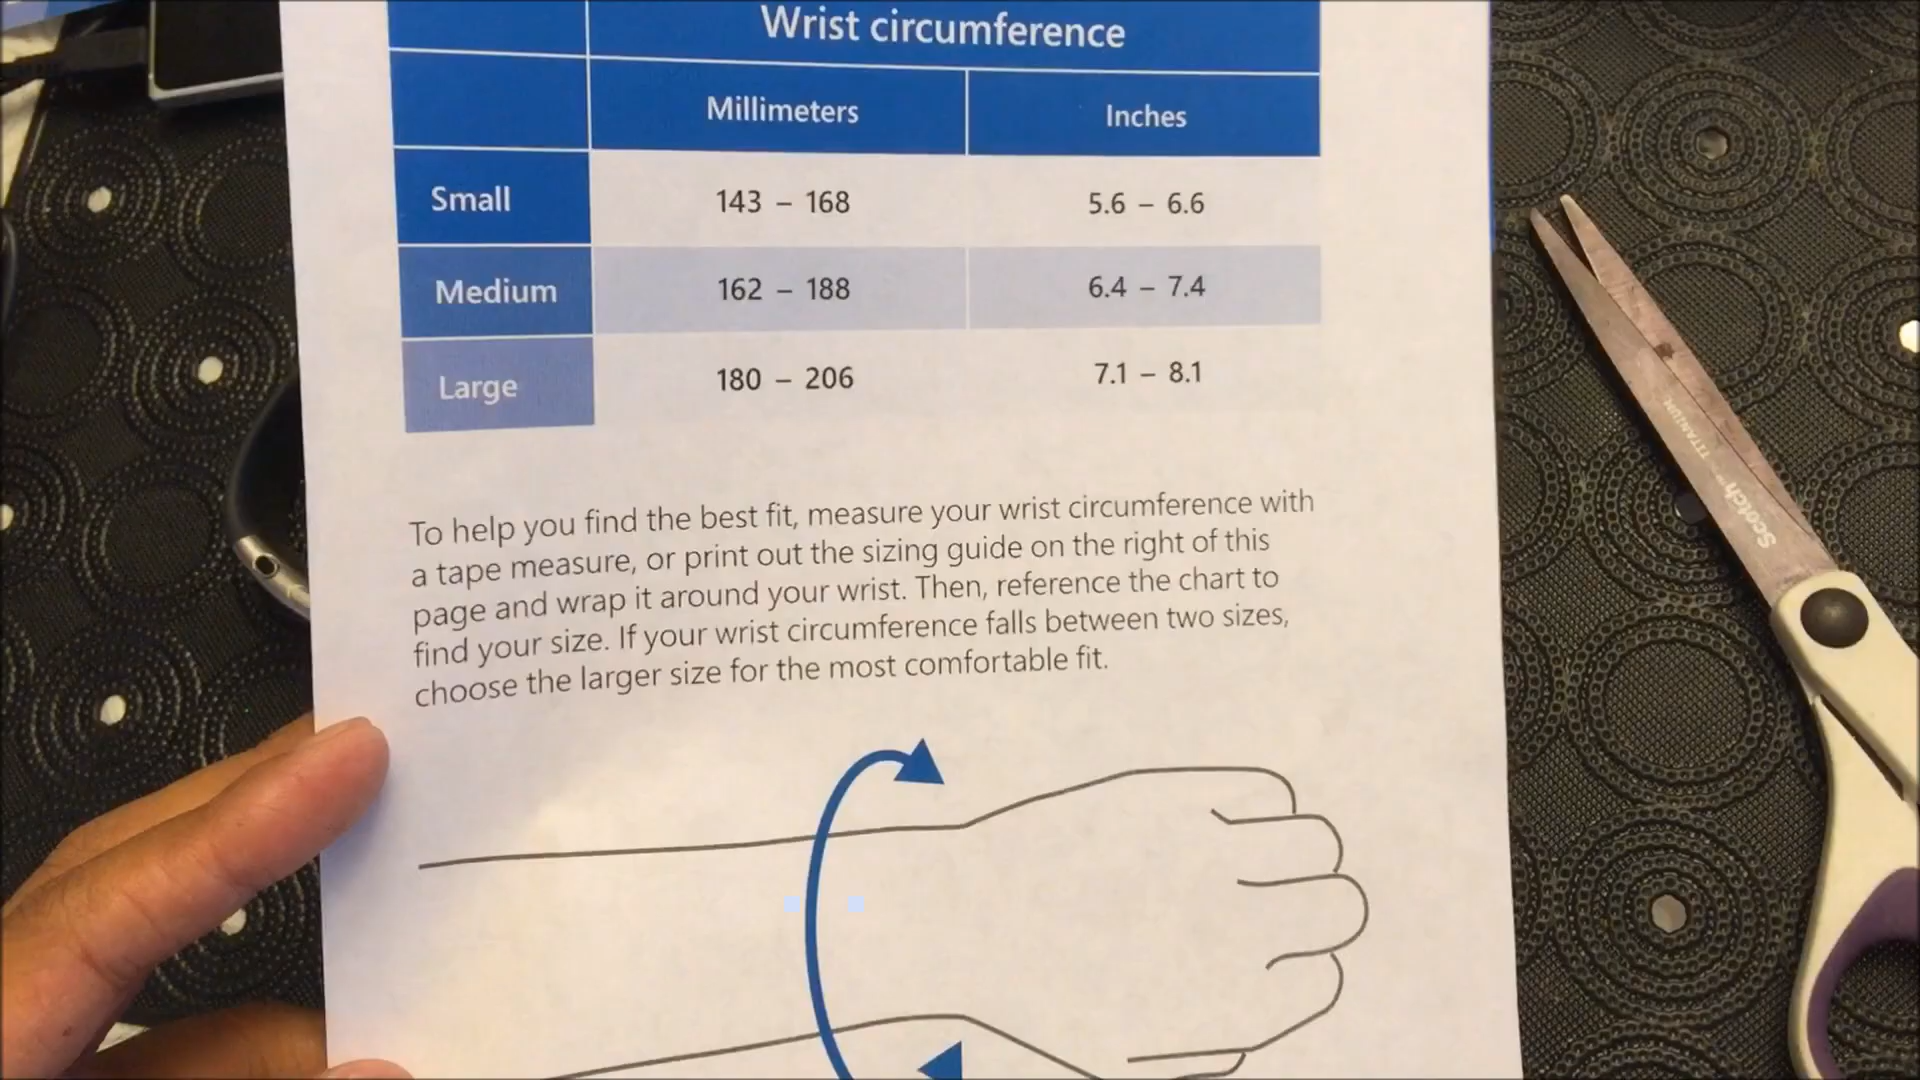 Wrist circumference
Millimeters Inches
Small 143 – 168 5.6 – 6.6
Medium 162 – 188 6.4 – 7.4
Large 180 – 206 7.1 – 8.1
To help you find the best fit, measure your wrist circumference with
a tape measure, or print out the sizing guide on the right of this
page and wrap it around your wrist. Then, reference the chart to
find your size. If your wrist circumference falls between two sizes,
choose the larger size for the most comfortable fit.
Scotch™ TITANIUM